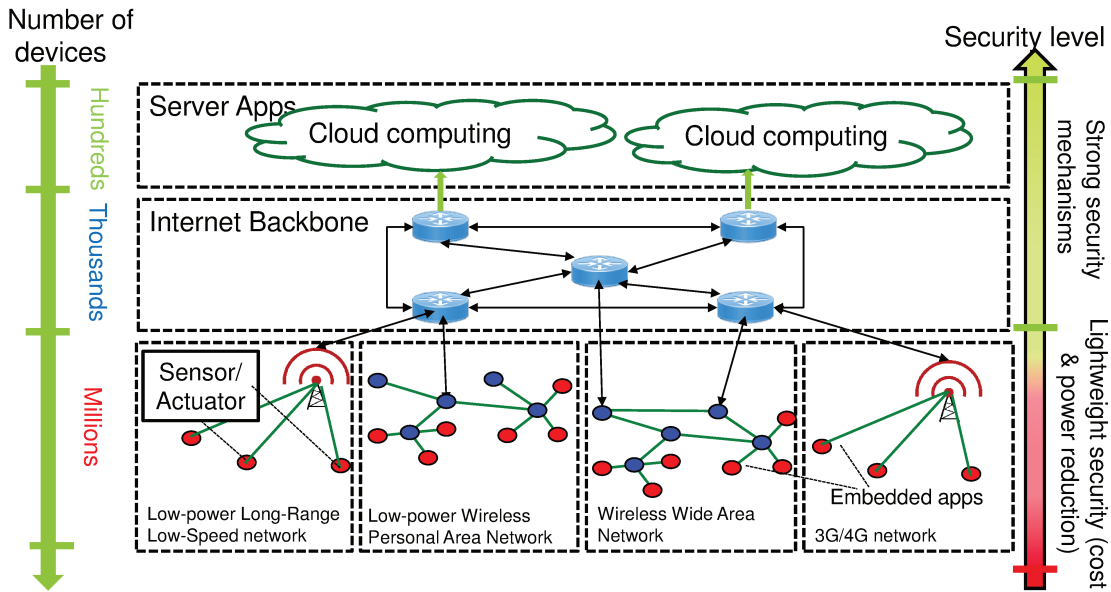 Number of
devices
Security level
Hundreds
Thousands
Millions
Server Apps
Cloud computing
Cloud computing
Internet Backbone
Sensor/
Actuator
Embedded apps
Low-power Long-Range
Low-Speed network
Low-power Wireless
Personal Area Network
Wireless Wide Area
Network
3G/4G network
Strong security
mechanisms
Lightweight security (cost
& power reduction)